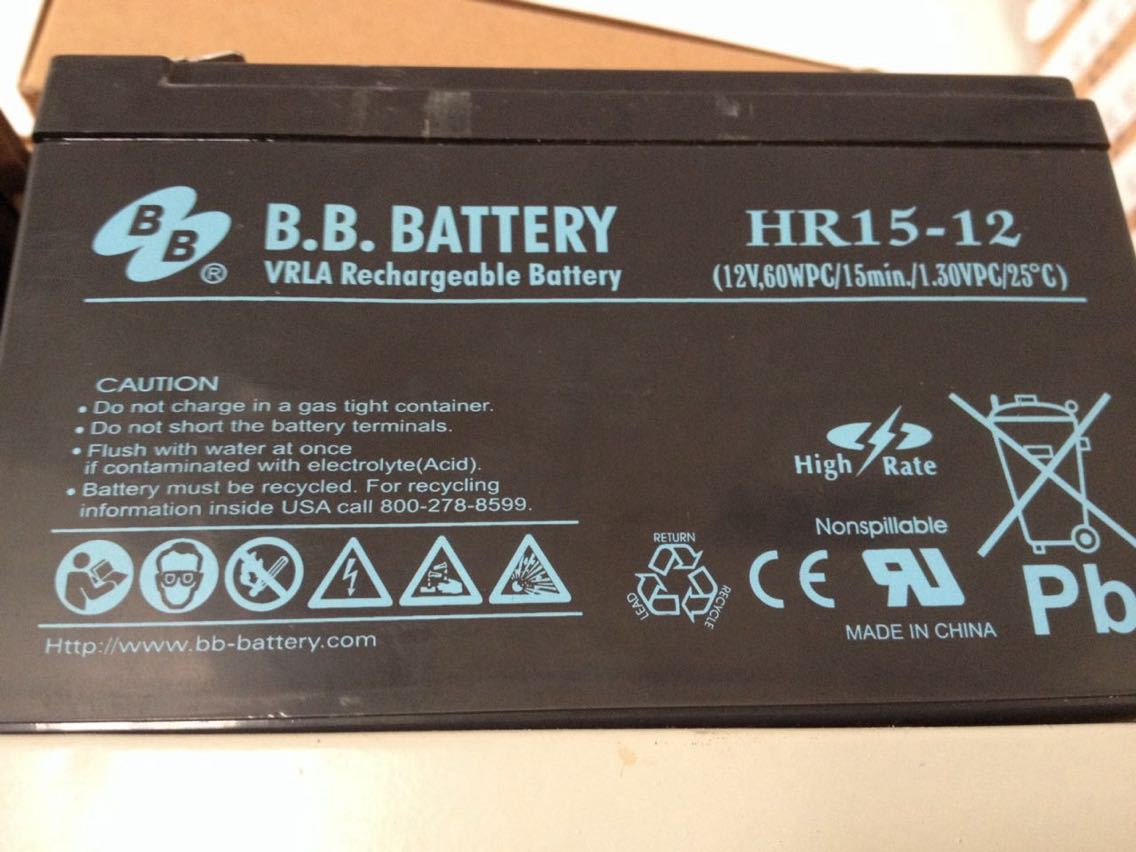 B B ®
B.B. BATTERY
VRLA Rechargeable Battery
HR15-12
(12V,60WPC/15min./1.30VPC/25°C)
CAUTION
• Do not charge in a gas tight container.
• Do not short the battery terminals.
• Flush with water at once
if contaminated with electrolyte(Acid).
• Battery must be recycled. For recycling
information inside USA call 800-278-8599.
Http://www.bb-battery.com
High Rate
Nonspillable
RETURN
LEAD
RECYCLE
CE
RU
MADE IN CHINA
Pb